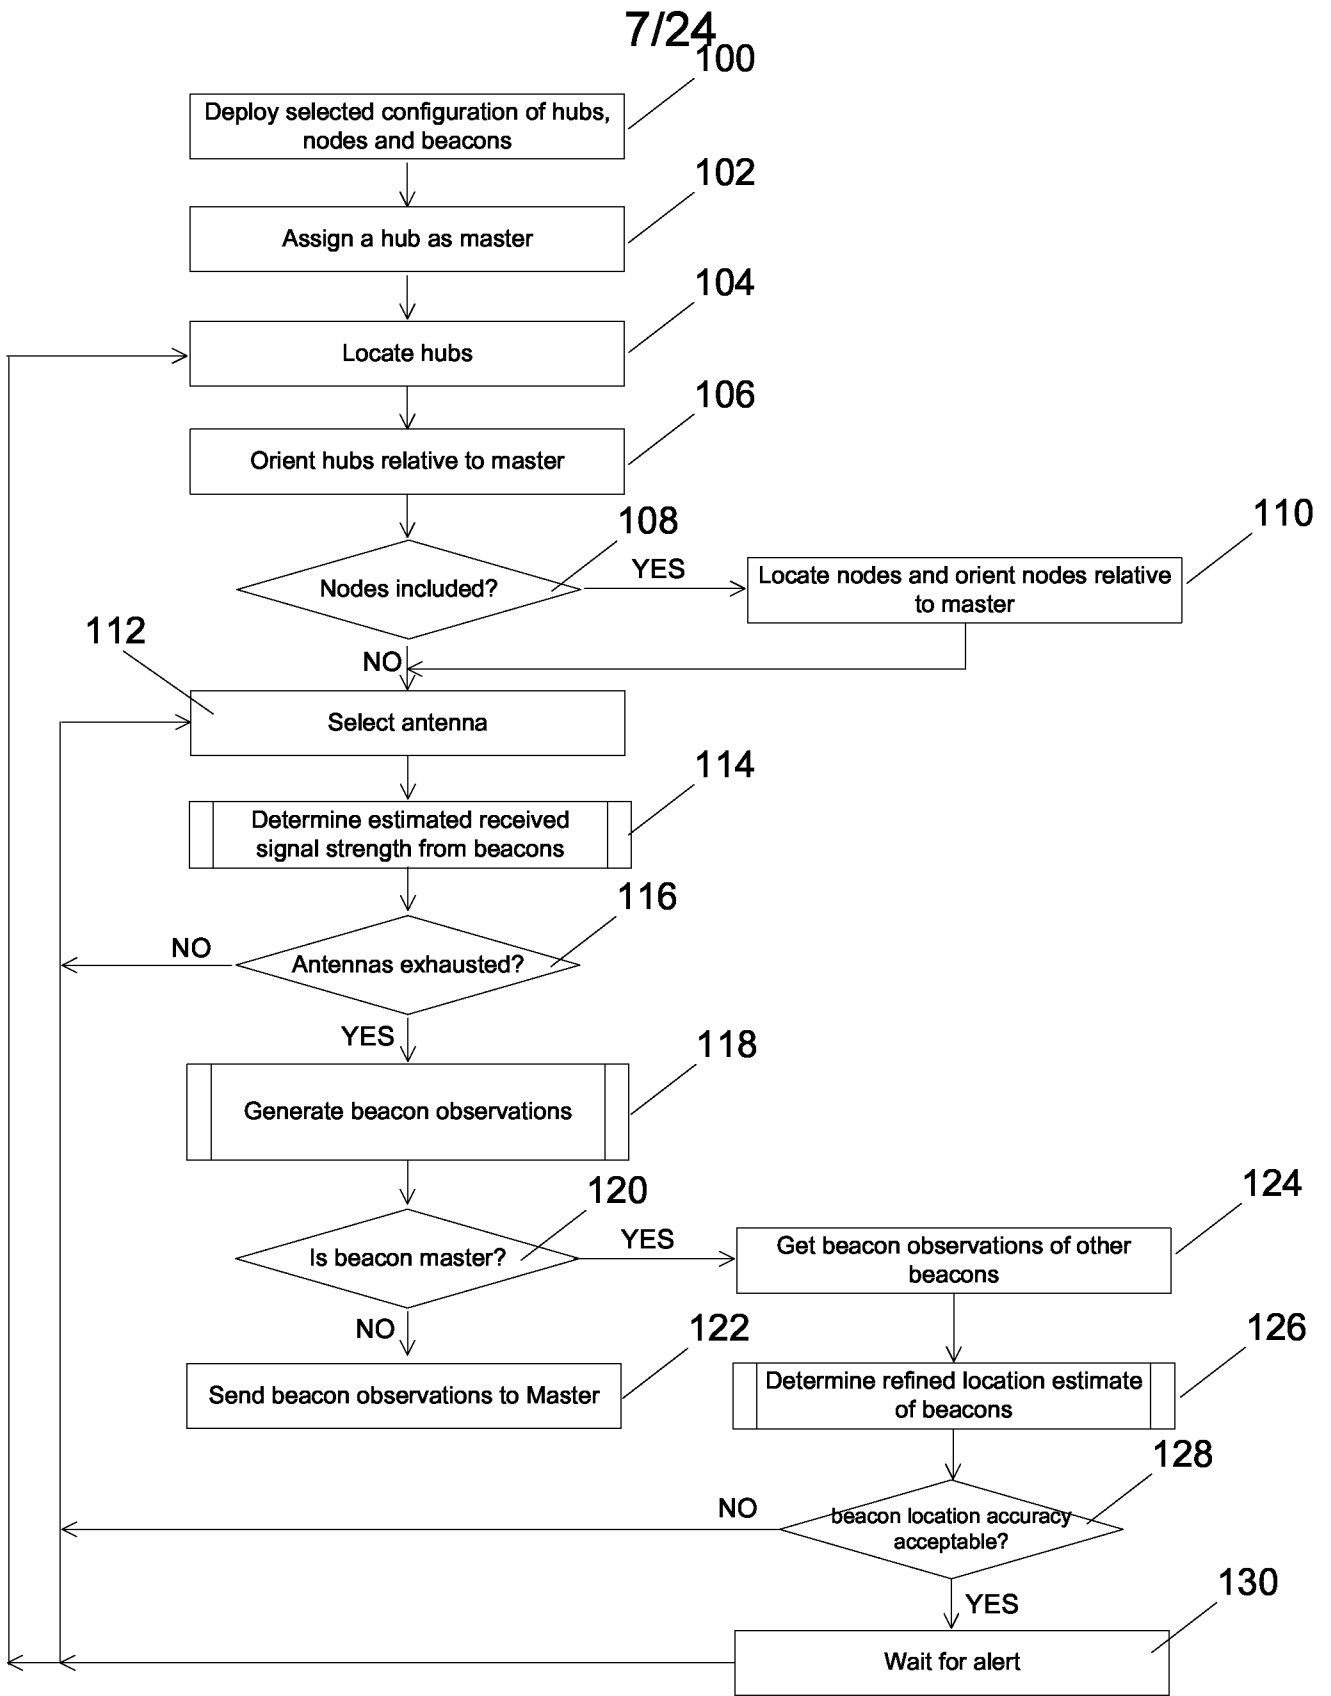 7/24
100
Deploy selected configuration of hubs,
nodes and beacons
102
Assign a hub as master
104
Locate hubs
106
Orient hubs relative to master
108
110
Nodes included?
YES
Locate nodes and orient nodes relative
to master
112
NO
Select antenna
114
Determine estimated received
signal strength from beacons
116
NO
Antennas exhausted?
YES
118
Generate beacon observations
120
124
Is beacon master?
YES
Get beacon observations of other
beacons
NO
122
126
Send beacon observations to Master
Determine refined location estimate
of beacons
128
NO
beacon location accuracy
acceptable?
130
YES
Wait for alert